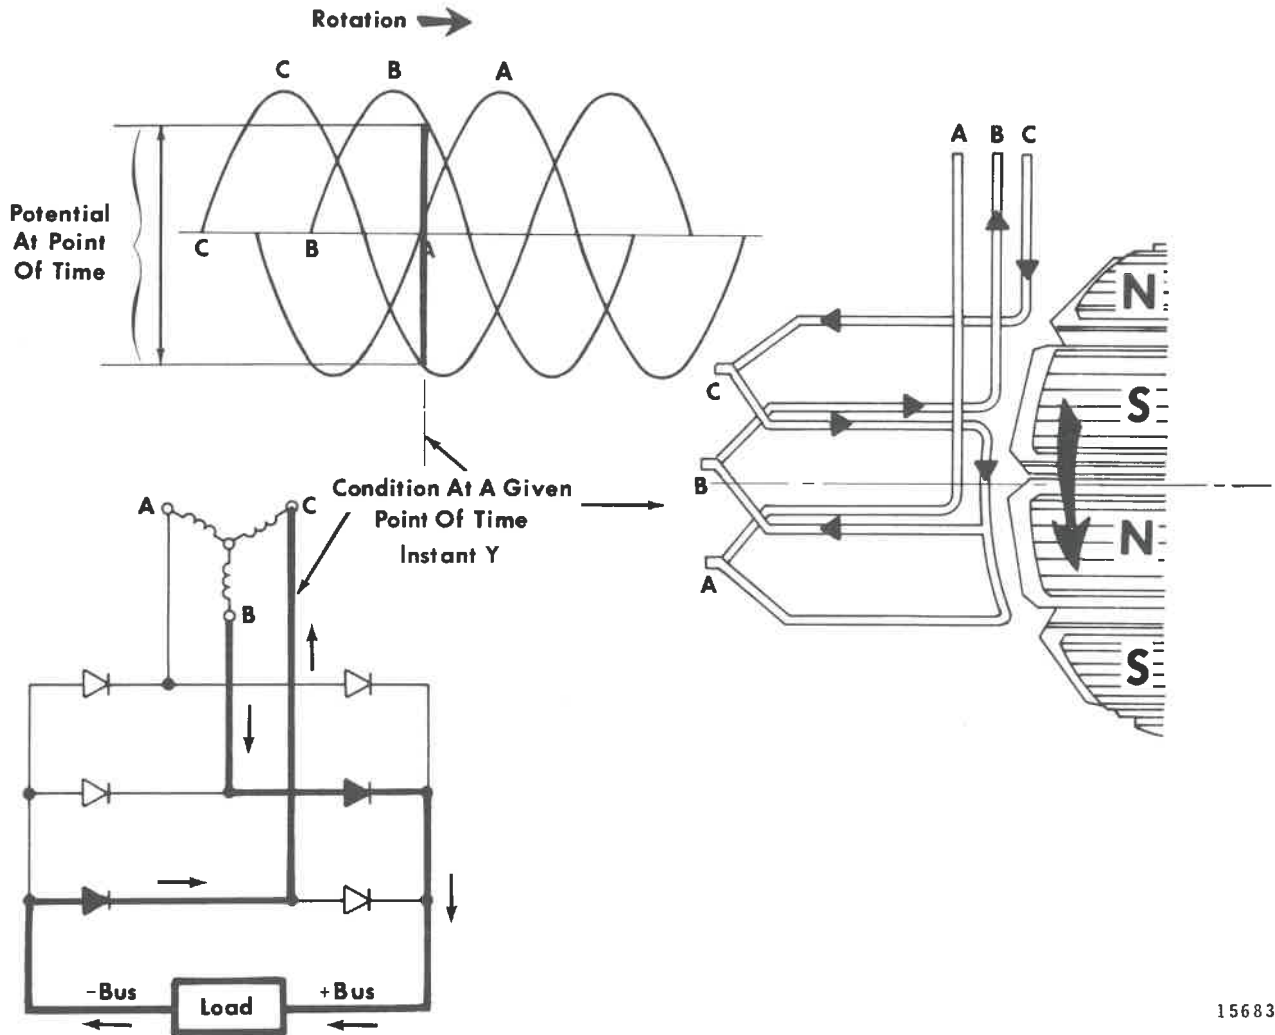 Rotation
C
B
A
Potential
At Point
Of Time
C
B
A
A
B
C
C
B
A
N
S
N
S
Condition At A Given
Point Of Time
Instant Y
A
C
B
-Bus
Load
+Bus
15683